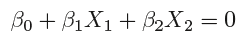 β₀ + β₁X₁ + β₂X₂ = 0